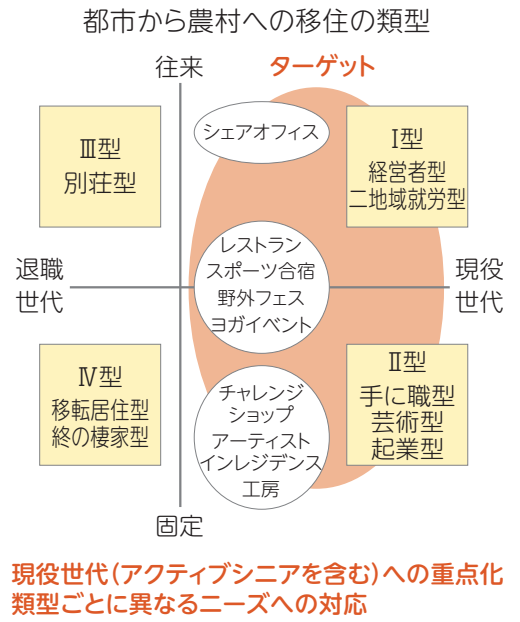 都市から農村への移住の類型
往来
ターゲット
シェアオフィス
Ⅲ型
別荘型
Ⅰ型
経営者型
二地域就労型
退職
世代
レストラン
スポーツ合宿
野外フェス
ヨガイベント
現役
世代
Ⅳ型
移転居住型
終の棲家型
チャレンジ
ショップ
アーティスト
インレジデンス
工房
Ⅱ型
手に職型
芸術型
起業型
固定
現役世代(アクティブシニアを含む)への重点化
類型ごとに異なるニーズへの対応